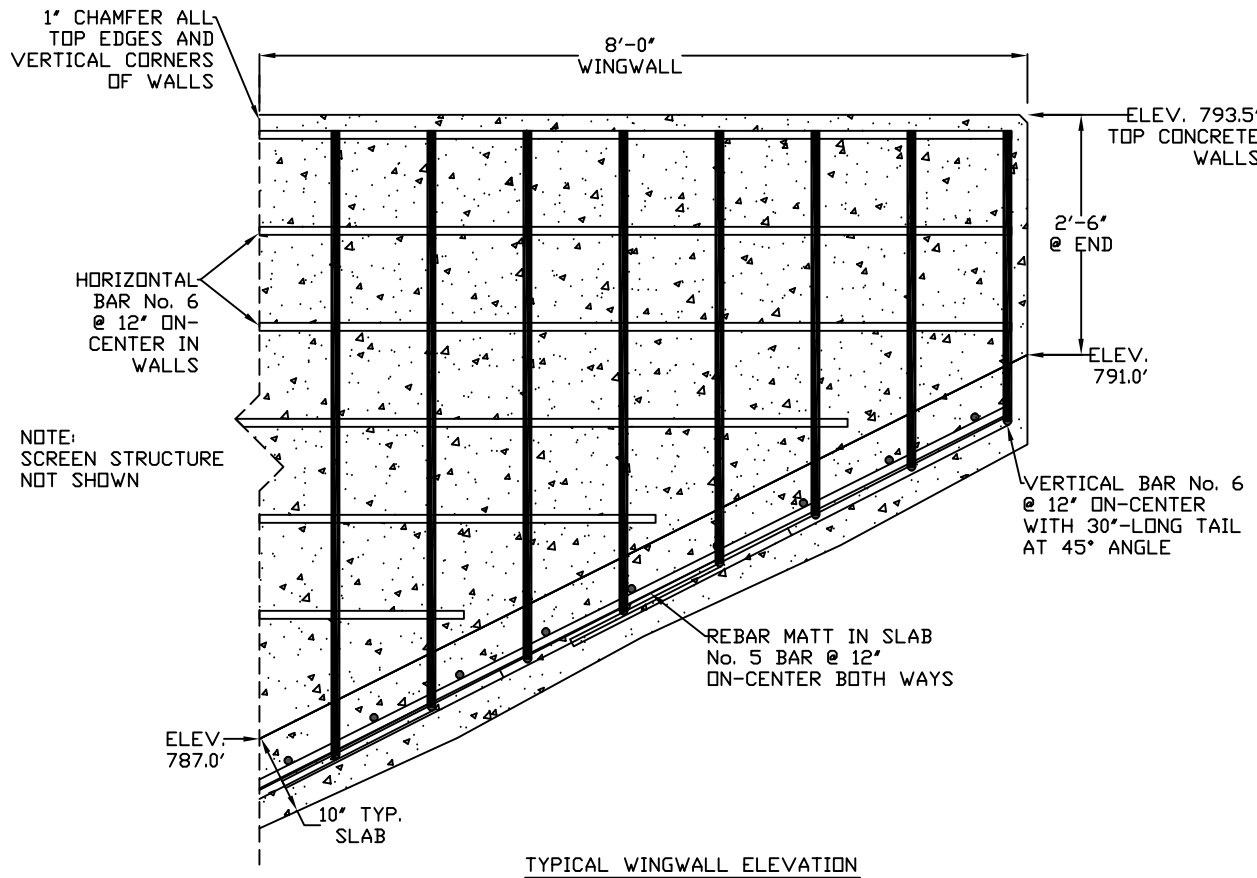 1" CHAMFER ALL
TOP EDGES AND
VERTICAL CORNERS
OF WALLS
8'-0"
WINGWALL
ELEV. 793.5'
TOP CONCRETE
WALLS
2'-6"
@ END
HORIZONTAL
BAR No. 6
@ 12" ON-
CENTER IN
WALLS
ELEV.
791.0'
NOTE:
SCREEN STRUCTURE
NOT SHOWN
VERTICAL BAR No. 6
@ 12" ON-CENTER
WITH 30"-LONG TAIL
AT 45° ANGLE
REBAR MATT IN SLAB
No. 5 BAR @ 12"
ON-CENTER BOTH WAYS
ELEV.
787.0'
10" TYP.
SLAB
TYPICAL WINGWALL ELEVATION